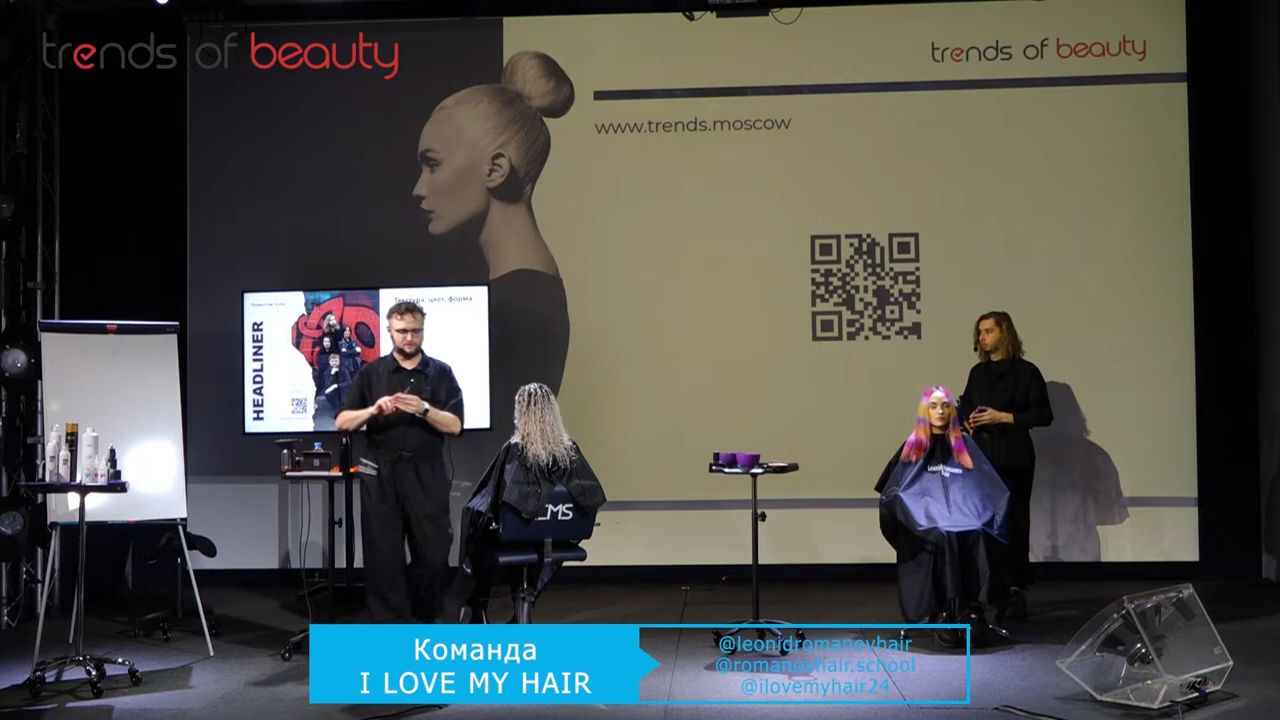 trends of beauty
trends of beauty
www.trends.moscow
Текстура, цвет, форма
HEADLINER
Команда
I LOVE MY HAIR
@leonidromanovhair
@romanovhair.school
@ilovemyhair24